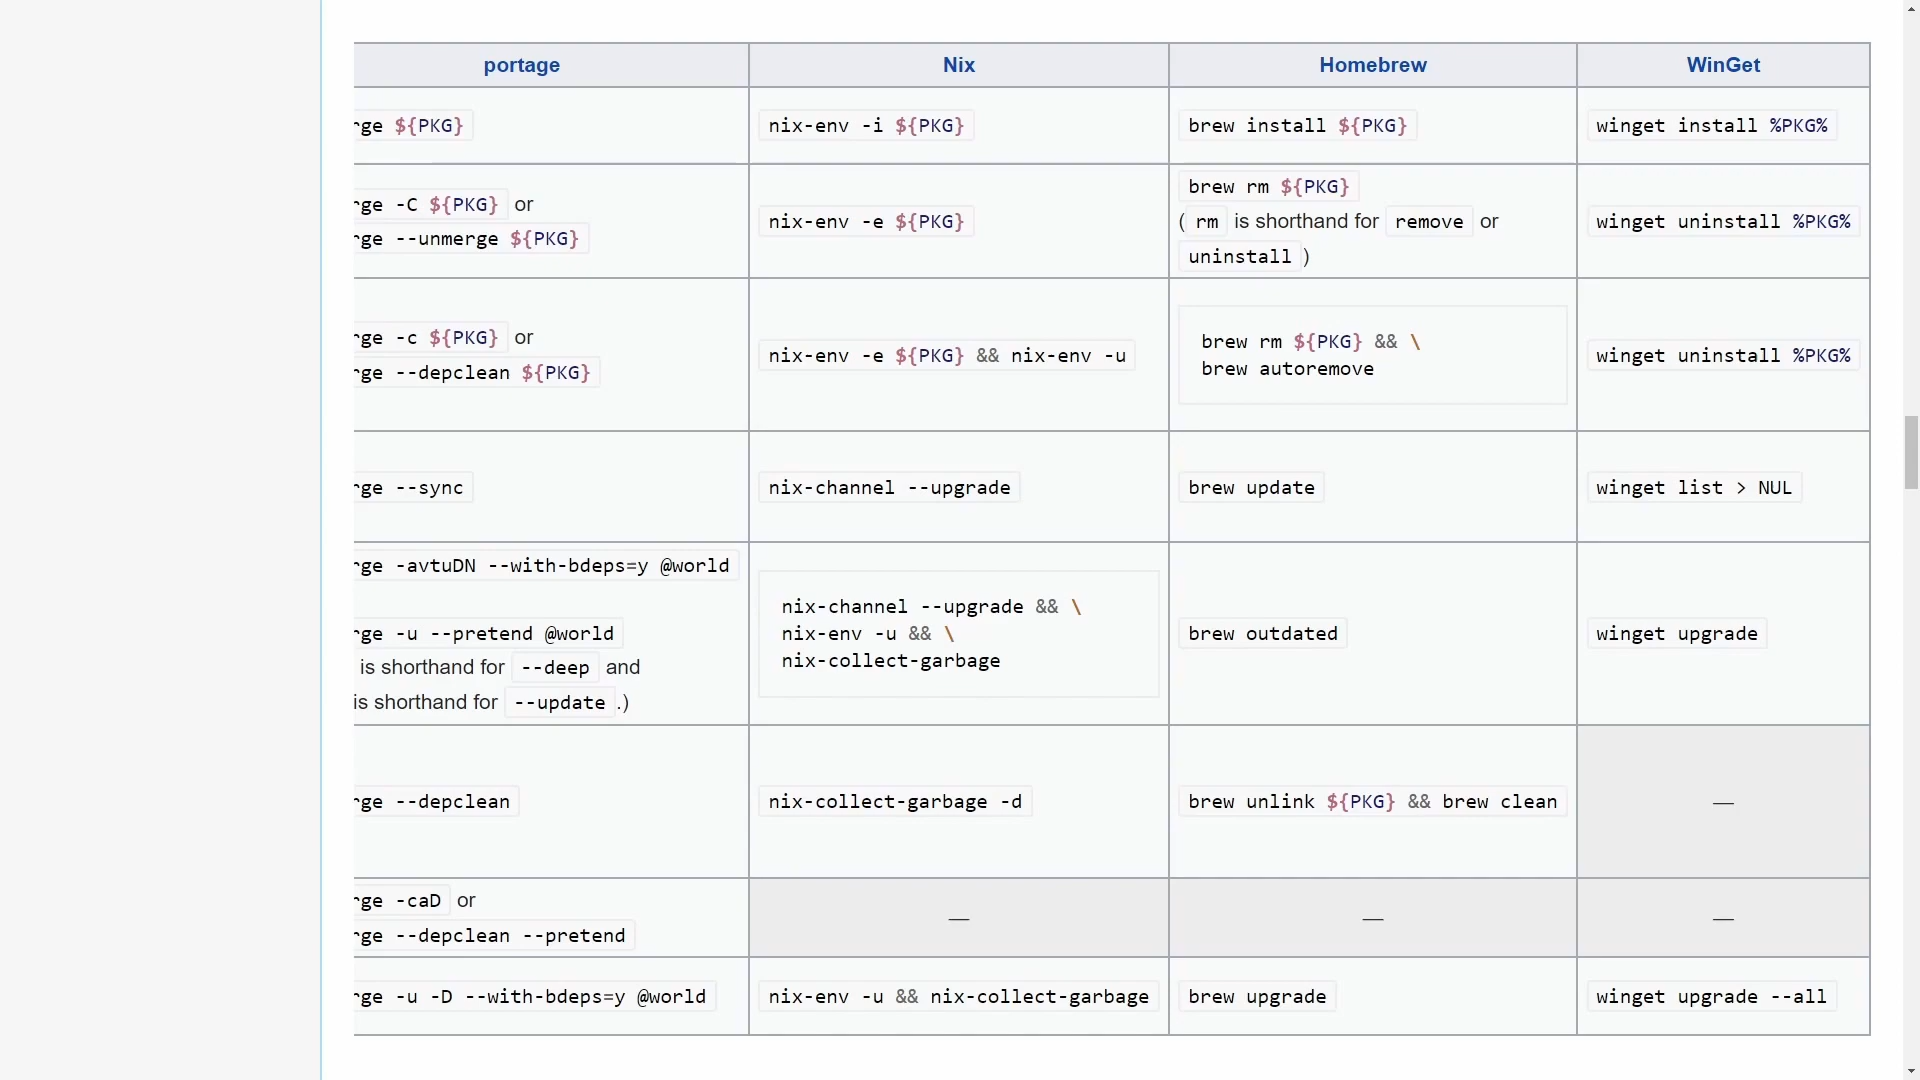 portage Nix Homebrew WinGet
rge ${PKG} nix-env -i ${PKG} brew install ${PKG} winget install %PKG%
rge -C ${PKG} or
rge --unmerge ${PKG}
nix-env -e ${PKG}
brew rm ${PKG}
( rm is shorthand for remove or
uninstall )
winget uninstall %PKG%
rge -c ${PKG} or
rge --depclean ${PKG}
nix-env -e ${PKG} && nix-env -u
brew rm ${PKG} && \
brew autoremove
winget uninstall %PKG%
rge --sync nix-channel --upgrade brew update winget list > NUL
rge -avtuDN --with-bdeps=y @world
rge -u --pretend @world
is shorthand for --deep and
is shorthand for --update .)
nix-channel --upgrade && \
nix-env -u && \
nix-collect-garbage
brew outdated
winget upgrade
rge --depclean nix-collect-garbage -d brew unlink ${PKG} && brew clean —
rge -caD or
rge --depclean --pretend
— — —
rge -u -D --with-bdeps=y @world nix-env -u && nix-collect-garbage brew upgrade winget upgrade --all